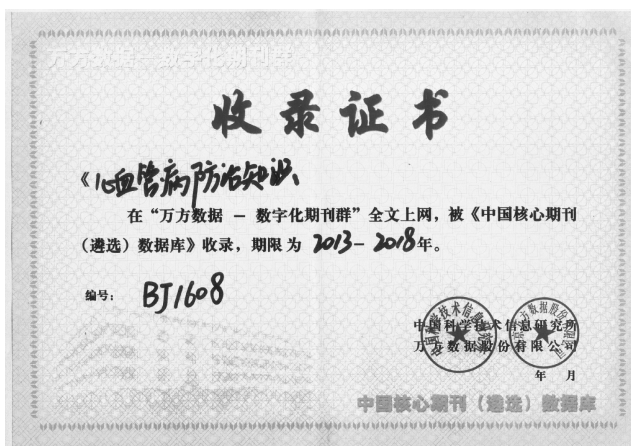 万方数据－数字化期刊群
收录证书
《心血管病防治知识
在“万方数据 － 数字化期刊群”全文上网，被《中国核心期刊
（遴选）数据库》收录，期限为 2013－2018年。
编号： BJ1608
中国科学技术信息研究所
万方数据股份有限公司
年 月
中国核心期刊（遴选）数据库